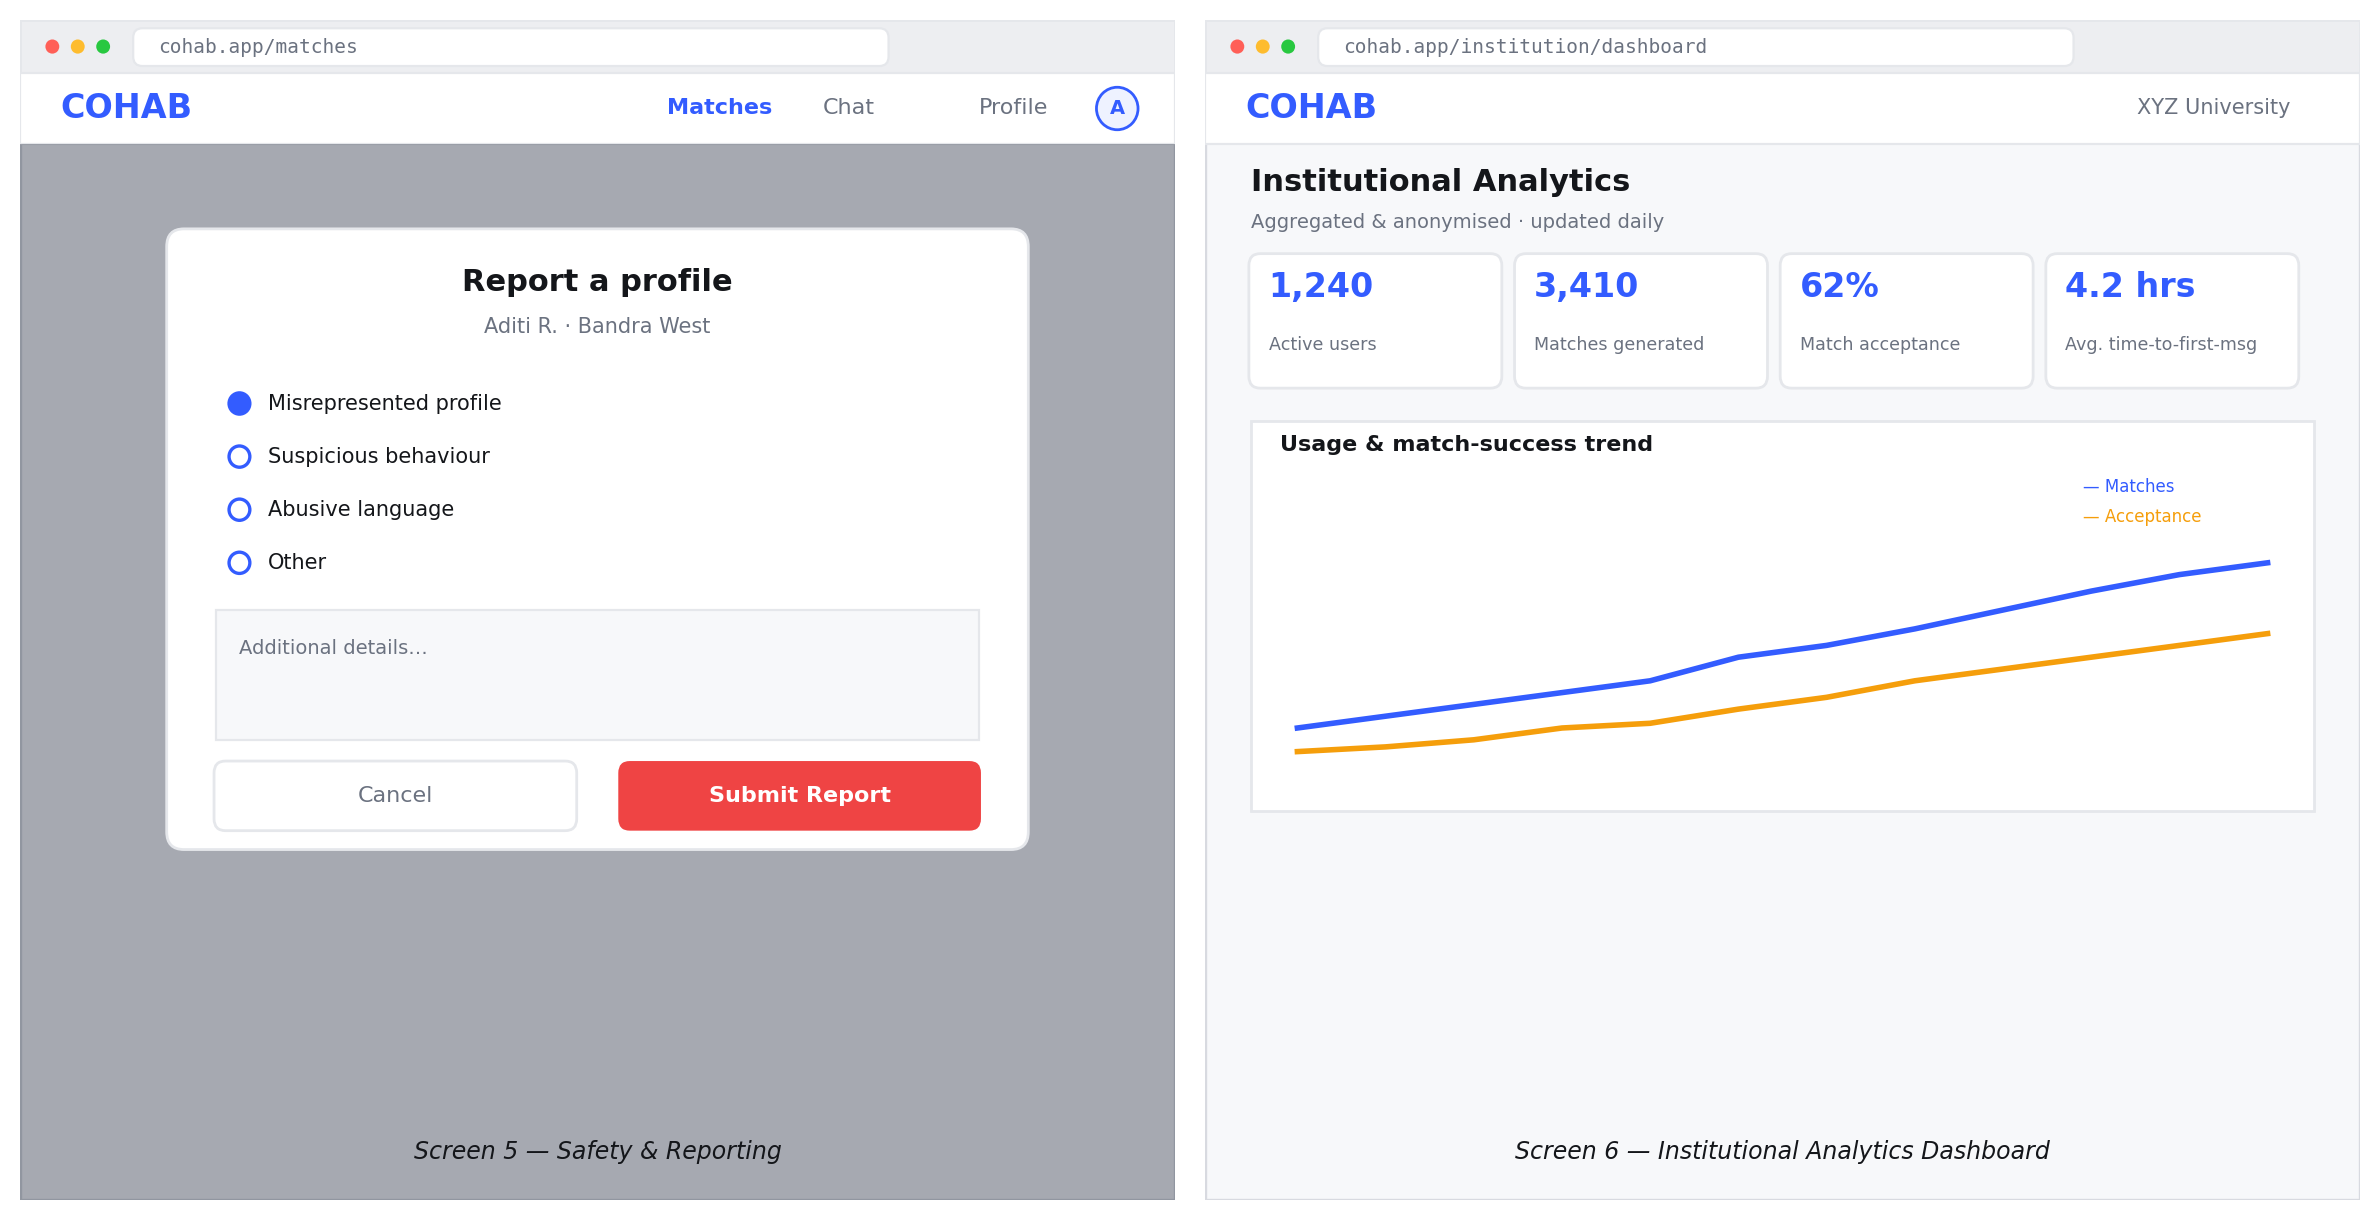 cohab.app/matches
COHAB
Matches
Chat
Profile
A
Report a profile
Aditi R. · Bandra West
Misrepresented profile
Suspicious behaviour
Abusive language
Other
Additional details...
Cancel
Submit Report
Screen 5 — Safety & Reporting
cohab.app/institution/dashboard
COHAB
XYZ University
Institutional Analytics
Aggregated & anonymised · updated daily
1,240
Active users
3,410
Matches generated
62%
Match acceptance
4.2 hrs
Avg. time-to-first-msg
Usage & match-success trend
— Matches
— Acceptance
Screen 6 — Institutional Analytics Dashboard